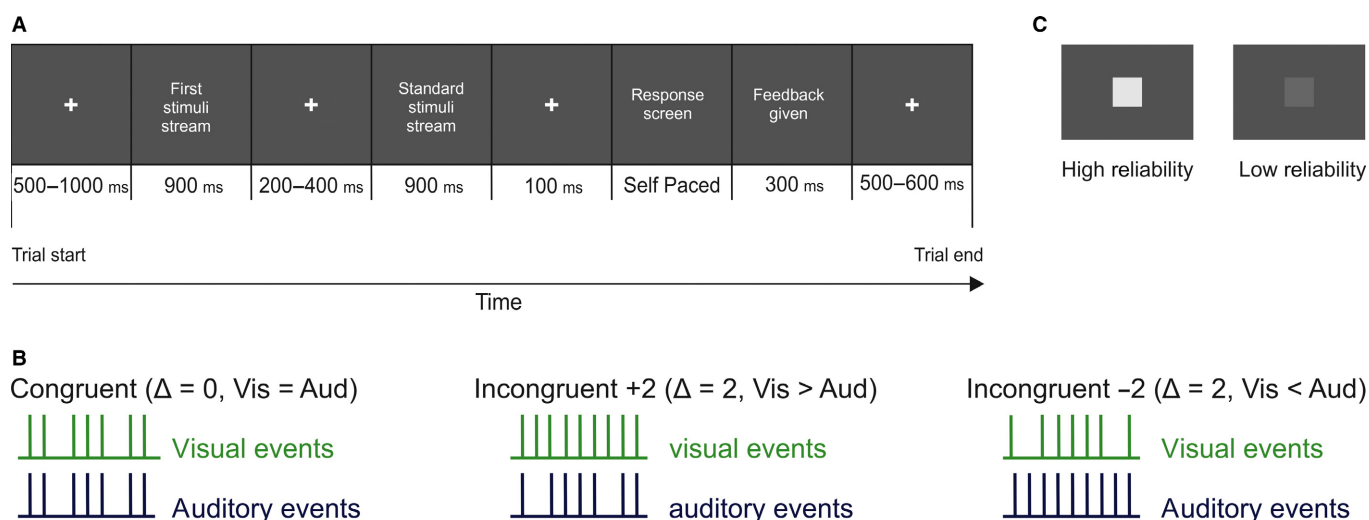 A
First
stimuli
stream
Standard
stimuli
stream
Response
screen
Feedback
given
500–1000 ms
900 ms
200–400 ms
900 ms
100 ms
Self Paced
300 ms
500–600 ms
Trial start
Trial end
Time
C
High reliability
Low reliability
B
Congruent (Δ = 0, Vis = Aud)
Visual events
Auditory events
Incongruent +2 (Δ = 2, Vis > Aud)
visual events
auditory events
Incongruent –2 (Δ = 2, Vis < Aud)
Visual events
Auditory events